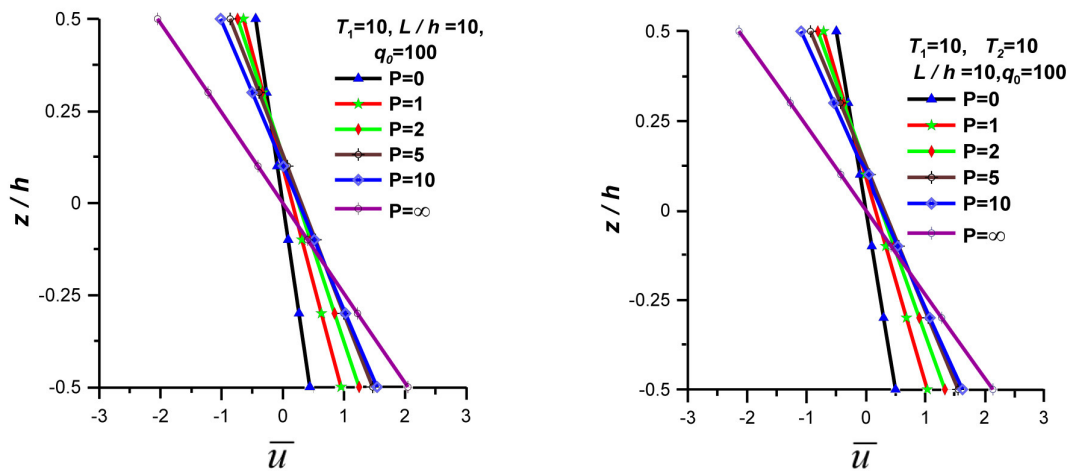 0.5
0.25
0
-0.25
-0.5
z / h
-3
-2
-1
0
1
2
3
u̅
T₁=10, L / h =10,
q₀=100
P=0
P=1
P=2
P=5
P=10
P=∞
0.5
0.25
0
-0.25
-0.5
z / h
-3
-2
-1
0
1
2
3
u̅
T₁=10, T₂=10
L / h =10,q₀=100
P=0
P=1
P=2
P=5
P=10
P=∞